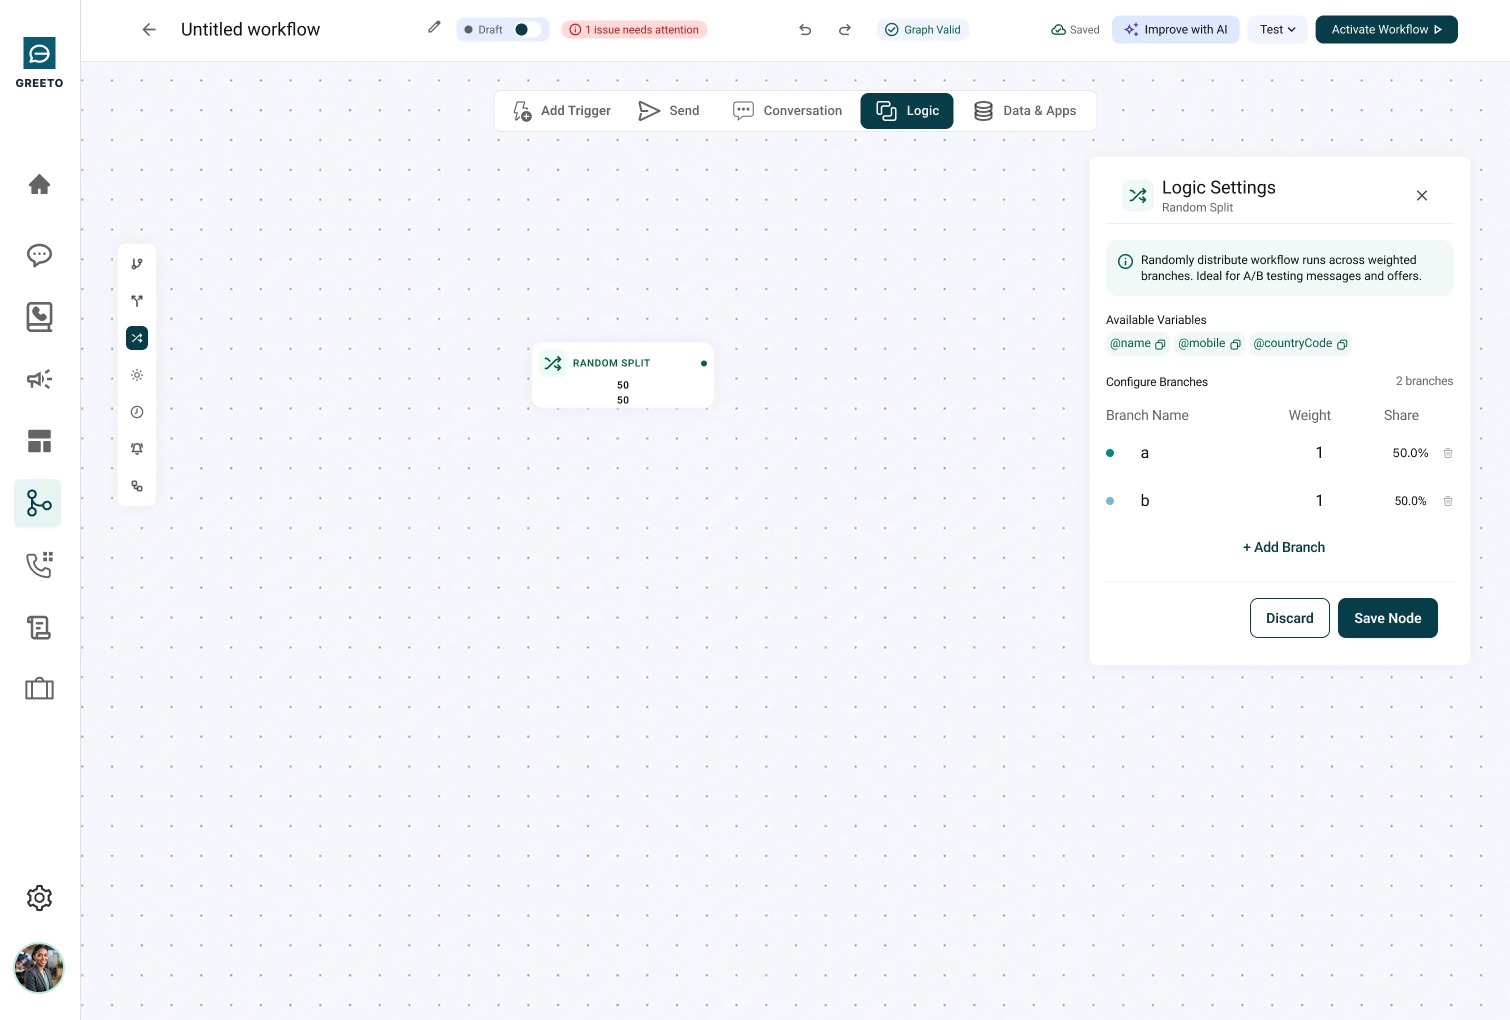 GREETO
Untitled workflow
Draft
1 issue needs attention
Graph Valid
Saved
Improve with AI
Test
Activate Workflow
Add Trigger
Send
Conversation
Logic
Data & Apps
RANDOM SPLIT
50
50
Logic Settings
Random Split
Randomly distribute workflow runs across weighted
branches. Ideal for A/B testing messages and offers.
Available Variables
@name @mobile @countryCode
Configure Branches 2 branches
Branch Name Weight Share
a 1 50.0%
b 1 50.0%
+ Add Branch
Discard Save Node